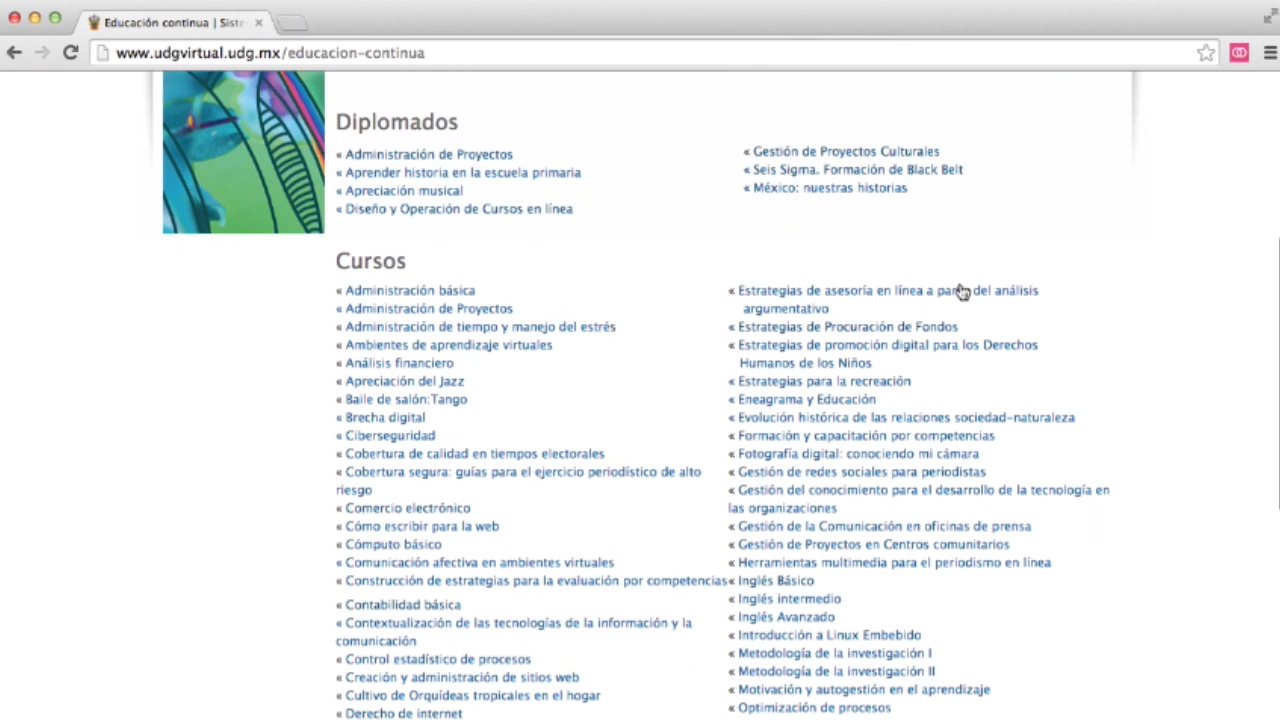 Educación continua | Siste
www.udgvirtual.udg.mx/educacion-continua
Diplomados
« Administración de Proyectos
« Aprender historia en la escuela primaria
« Apreciación musical
« Diseño y Operación de Cursos en línea
« Gestión de Proyectos Culturales
« Seis Sigma. Formación de Black Belt
« México: nuestras historias
Cursos
« Administración básica
« Administración de Proyectos
« Administración de tiempo y manejo del estrés
« Ambientes de aprendizaje virtuales
« Análisis financiero
« Apreciación del Jazz
« Baile de salón:Tango
« Brecha digital
« Ciberseguridad
« Cobertura de calidad en tiempos electorales
« Cobertura segura: guías para el ejercicio periodístico de alto
riesgo
« Comercio electrónico
« Cómo escribir para la web
« Cómputo básico
« Comunicación afectiva en ambientes virtuales
« Construcción de estrategias para la evaluación por competencias
« Contabilidad básica
« Contextualización de las tecnologías de la información y la
comunicación
« Control estadístico de procesos
« Creación y administración de sitios web
« Cultivo de Orquídeas tropicales en el hogar
« Derecho de internet
« Estrategias de asesoría en línea a par del análisis
argumentativo
« Estrategias de Procuración de Fondos
« Estrategias de promoción digital para los Derechos
Humanos de los Niños
« Estrategias para la recreación
« Eneagrama y Educación
« Evolución histórica de las relaciones sociedad-naturaleza
« Formación y capacitación por competencias
« Fotografía digital: conociendo mi cámara
« Gestión de redes sociales para periodistas
« Gestión del conocimiento para el desarrollo de la tecnología en
las organizaciones
« Gestión de la Comunicación en oficinas de prensa
« Gestión de Proyectos en Centros comunitarios
« Herramientas multimedia para el periodismo en línea
« Inglés Básico
« Inglés intermedio
« Inglés Avanzado
« Introducción a Linux Embebido
« Metodología de la investigación I
« Metodología de la investigación II
« Motivación y autogestión en el aprendizaje
« Optimización de procesos